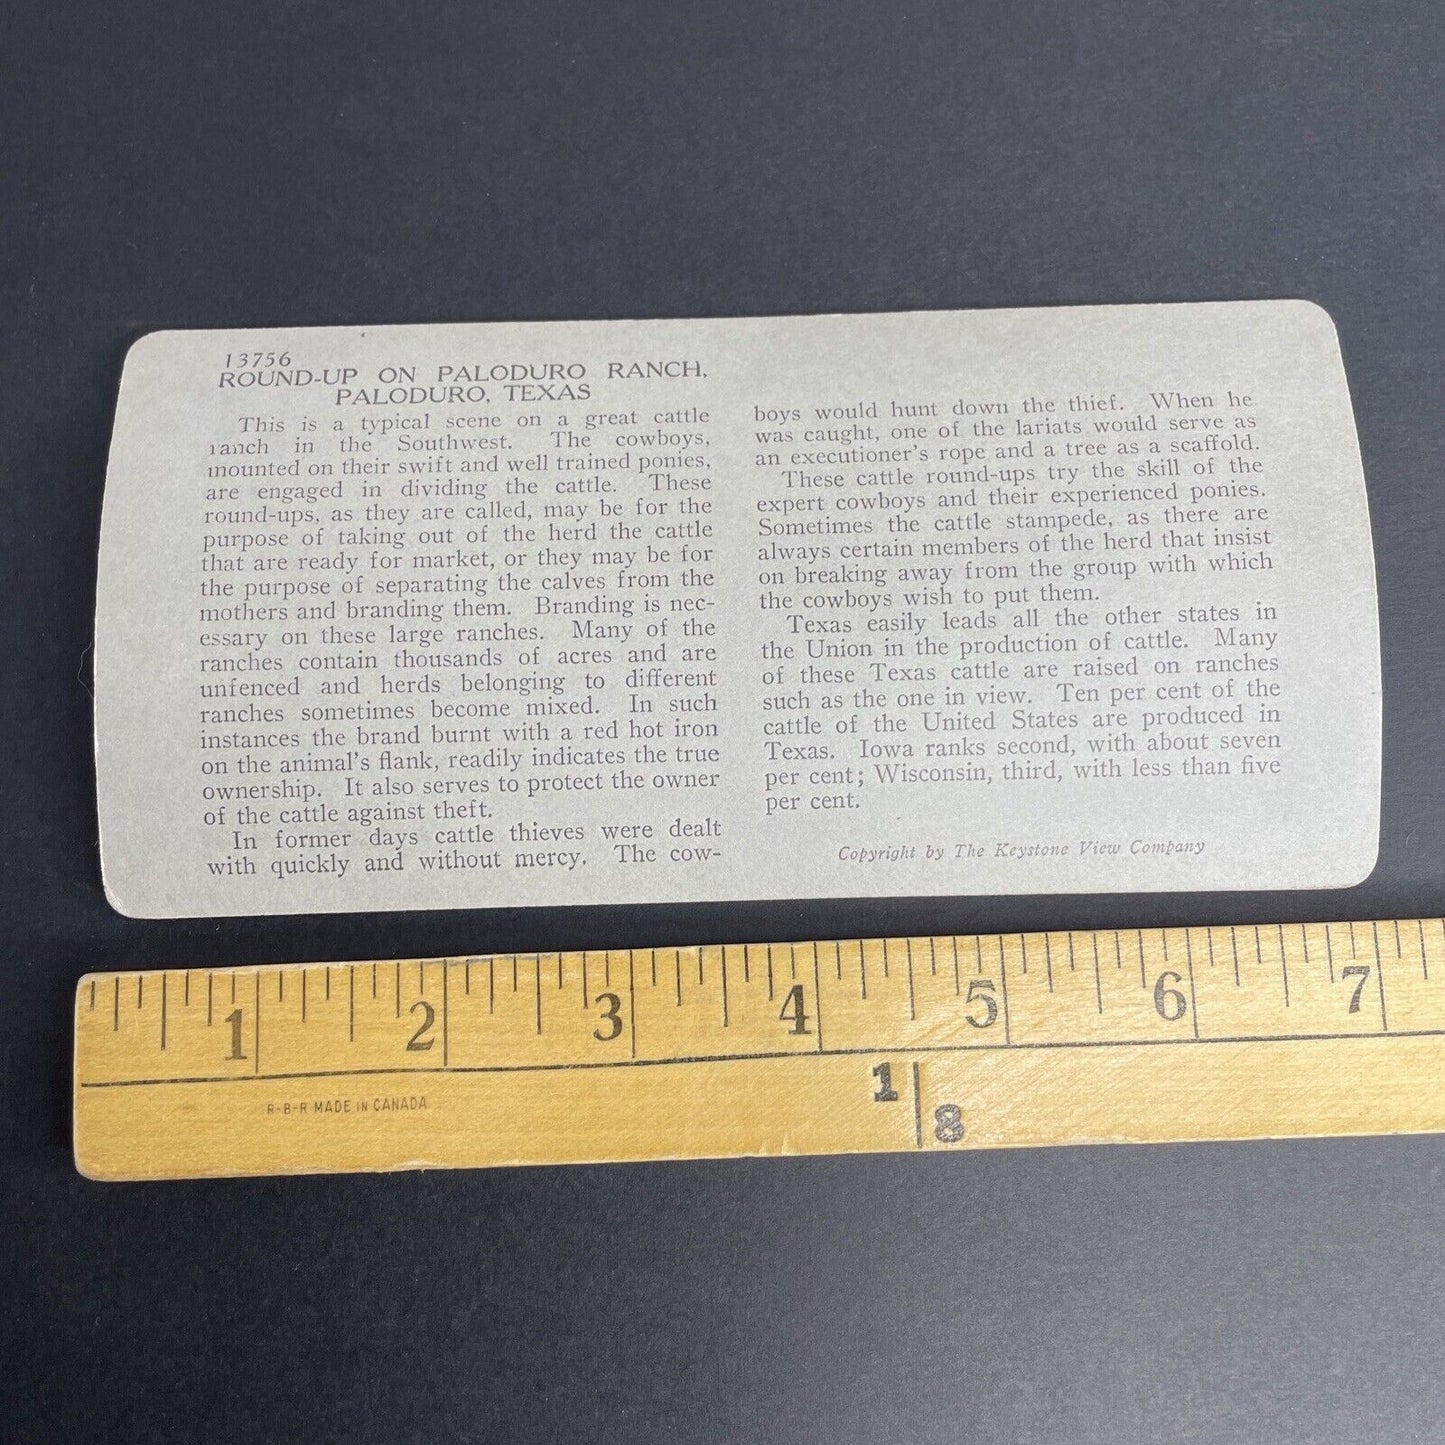 13756
ROUND-UP ON PALODURO RANCH,
PALODURO, TEXAS
This is a typical scene on a great cattle
ranch in the Southwest. The cowboys,
mounted on their swift and well trained ponies,
are engaged in dividing the cattle. These
round-ups, as they are called, may be for the
purpose of taking out of the herd the cattle
that are ready for market, or they may be for
the purpose of separating the calves from the
mothers and branding them. Branding is nec-
essary on these large ranches. Many of the
ranches contain thousands of acres and are
unfenced and herds belonging to different
ranches sometimes become mixed. In such
instances the brand burnt with a red hot iron
on the animal's flank, readily indicates the true
ownership. It also serves to protect the owner
of the cattle against theft.
In former days cattle thieves were dealt
with quickly and without mercy. The cow-
boys would hunt down the thief. When he
was caught, one of the lariats would serve as
an executioner's rope and a tree as a scaffold.
These cattle round-ups try the skill of the
expert cowboys and their experienced ponies.
Sometimes the cattle stampede, as there are
always certain members of the herd that insist
on breaking away from the group with which
the cowboys wish to put them.
Texas easily leads all the other states in
the Union in the production of cattle. Many
of these Texas cattle are raised on ranches
such as the one in view. Ten per cent of the
cattle of the United States are produced in
Texas. Iowa ranks second, with about seven
per cent; Wisconsin, third, with less than five
per cent.
Copyright by The Keystone View Company
1 2 3 4 5 6 7
R-B-R MADE IN CANADA
1 8